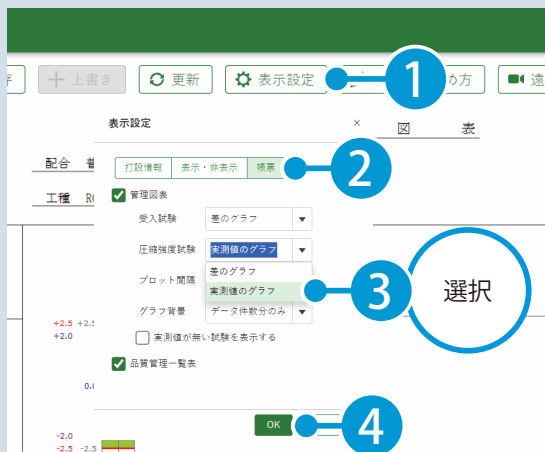 存 上書き 更新 表示設定 1 め方 遠
表示設定 × 図 表
配合 普 打設情報 表示・非表示 帳票 2
工種 管理図表
受入試験 差のグラフ
圧縮強度試験 実測値のグラフ
差のグラフ
プロット間隔 実測値のグラフ 3 選択
グラフ背景 データ件数分のみ
+2.5 +2.5
+2.0 実測値が無い試験を表示する
品質管理一覧表
0.
OK 4
-2.0
-2.5 -2.5